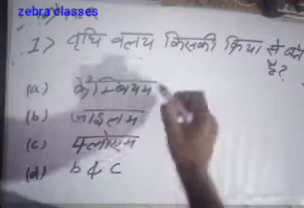 zebra classes
1> वृधि वलय किसकी क्रिया से बने
है?
(a) कैम्बियम
(b) जाइलम
(c) फ्लोएम
(d) b & c